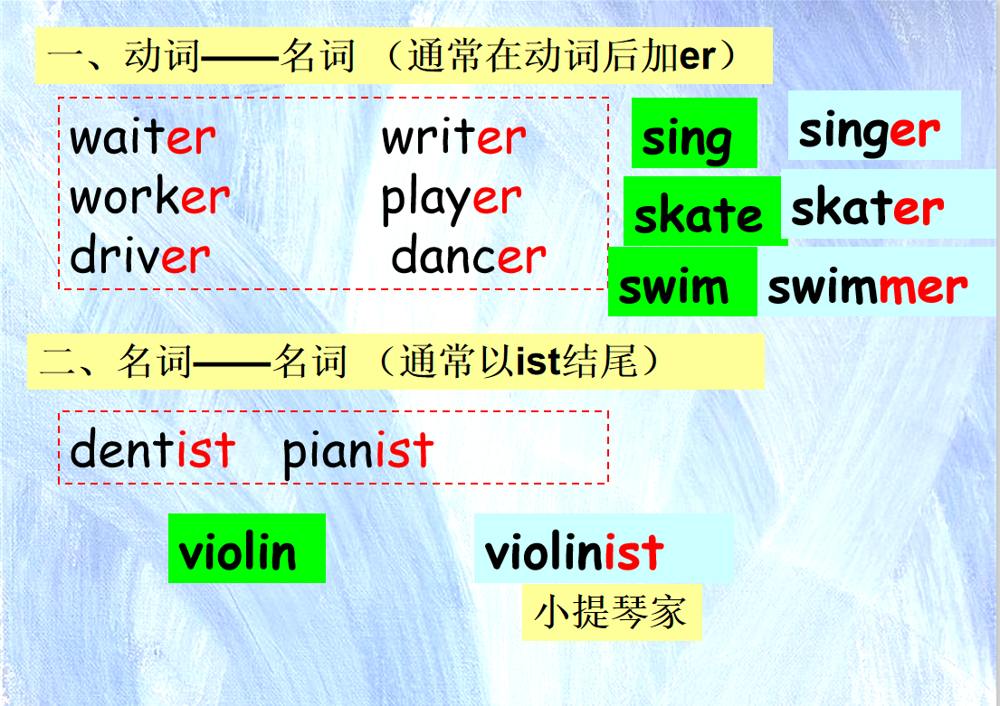 一、动词——名词 （通常在动词后加er）
waiter writer
worker player
driver dancer
sing singer
skate skater
swim swimmer
二、名词——名词 （通常以ist结尾）
dentist pianist
violin violinist
小提琴家